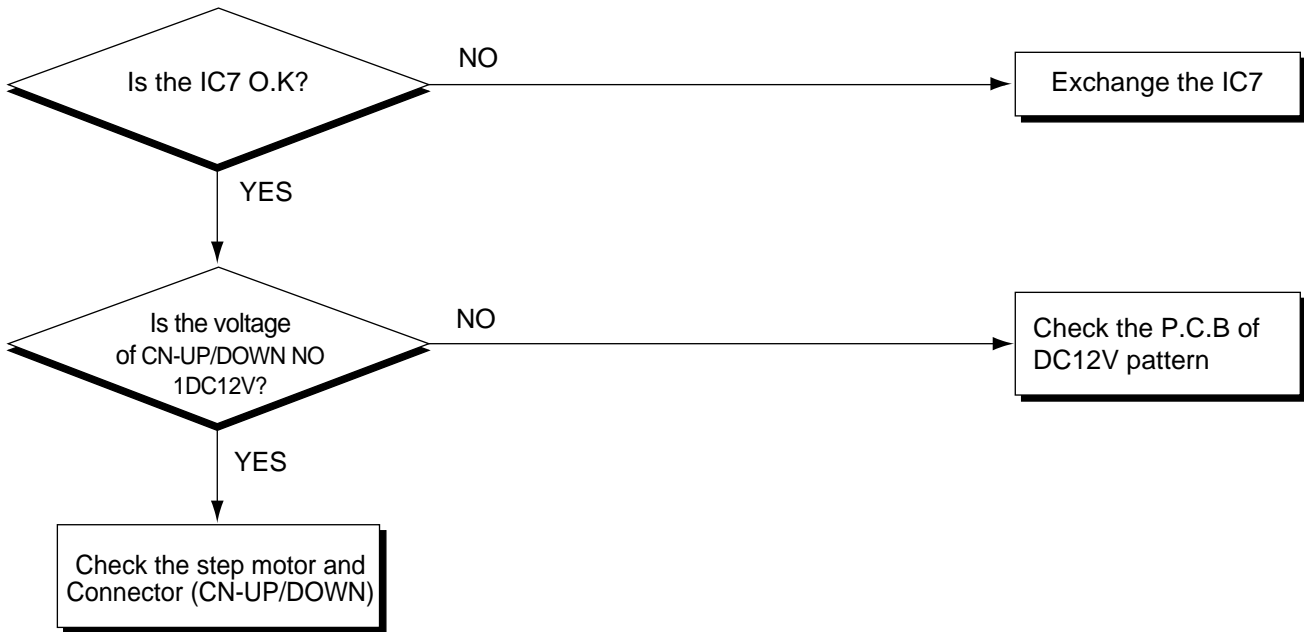 Is the IC7 O.K?
NO
Exchange the IC7
YES
Is the voltage
of CN-UP/DOWN NO
1DC12V?
NO
Check the P.C.B of
DC12V pattern
YES
Check the step motor and
Connector (CN-UP/DOWN)